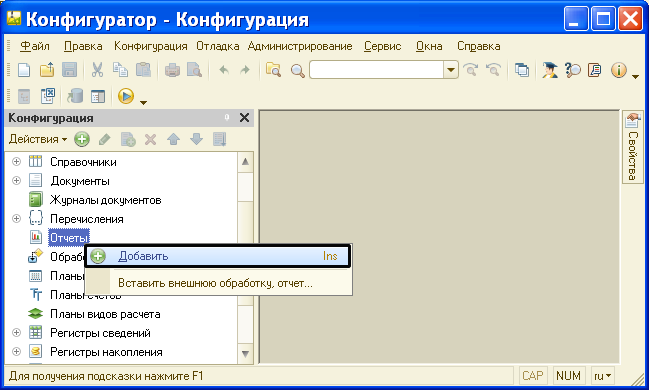 Конфигуратор - Конфигурация
Файл Правка Конфигурация Отладка Администрирование Сервис Окна Справка
Конфигурация
Действия
Справочники
Документы
Журналы документов
Перечисления
Отчеты
Обрабо
Добавить Ins
Планы
Вставить внешнюю обработку, отчет...
Планы счетов
Планы видов расчета
Регистры сведений
Регистры накопления
Свойства
Для получения подсказки нажмите F1 CAP NUM ru